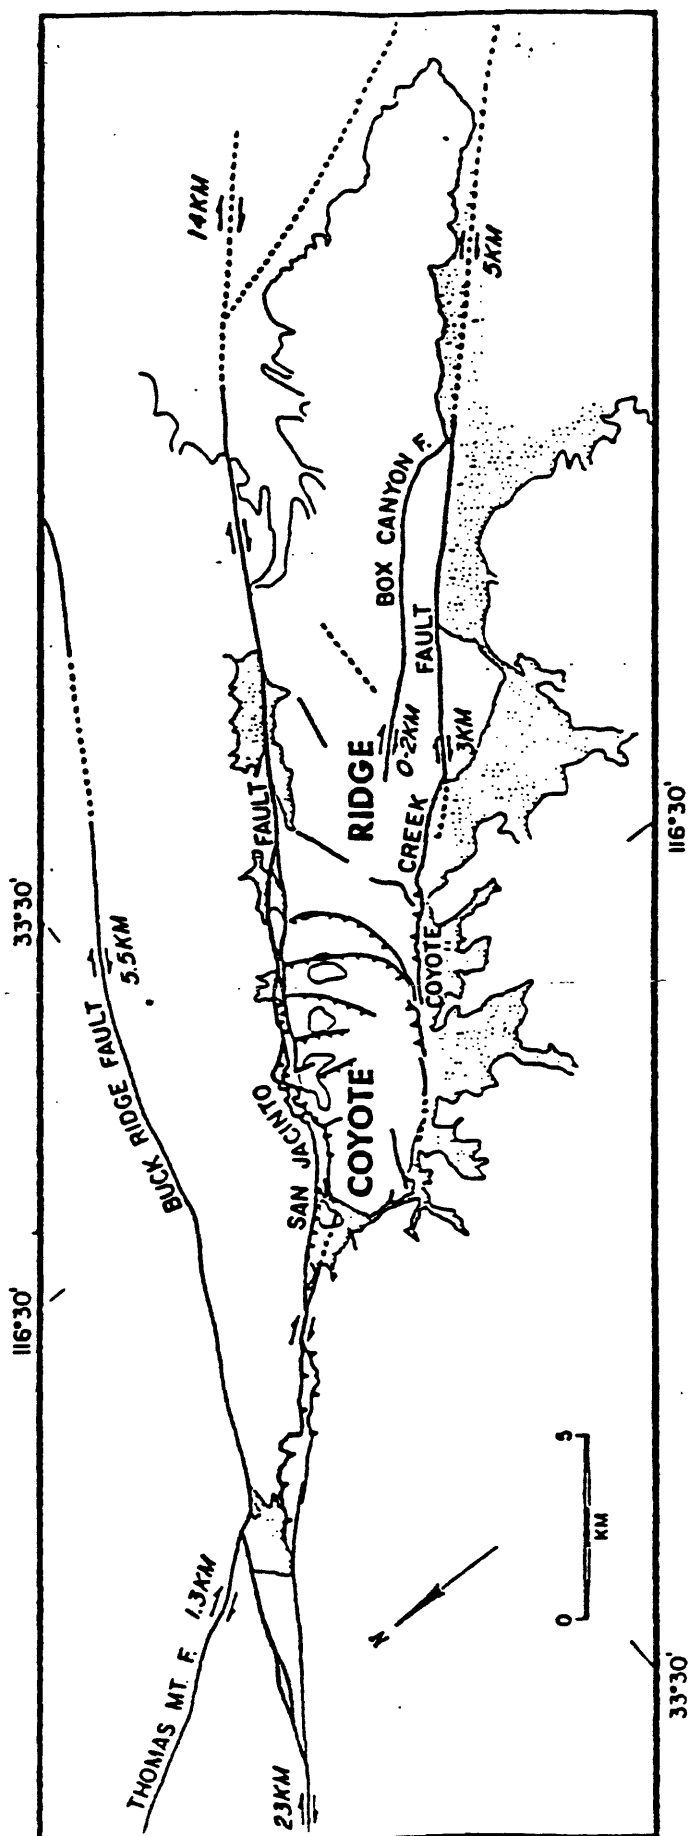 14KM
5KM
BOX CANYON F.
FAULT
0-2KM
3KM
RIDGE
CREEK
FAULT
COYOTE
33°30'
116°30'
5.5KM
BUCK RIDGE FAULT
SAN JACINTO
COYOTE
116°30'
1.3KM
THOMAS MT. F.
23KM
N
0
5
KM
33°30'